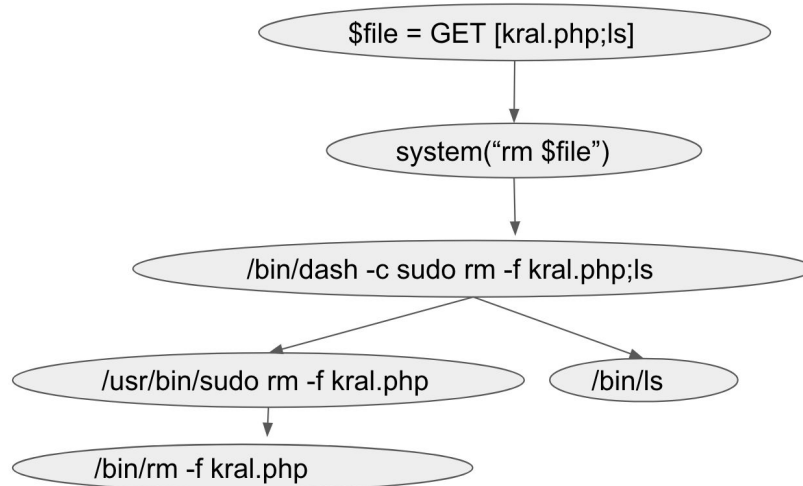 $file = GET [kral.php;ls]
system(“rm $file”)
/bin/dash -c sudo rm -f kral.php;ls
/usr/bin/sudo rm -f kral.php
/bin/ls
/bin/rm -f kral.php